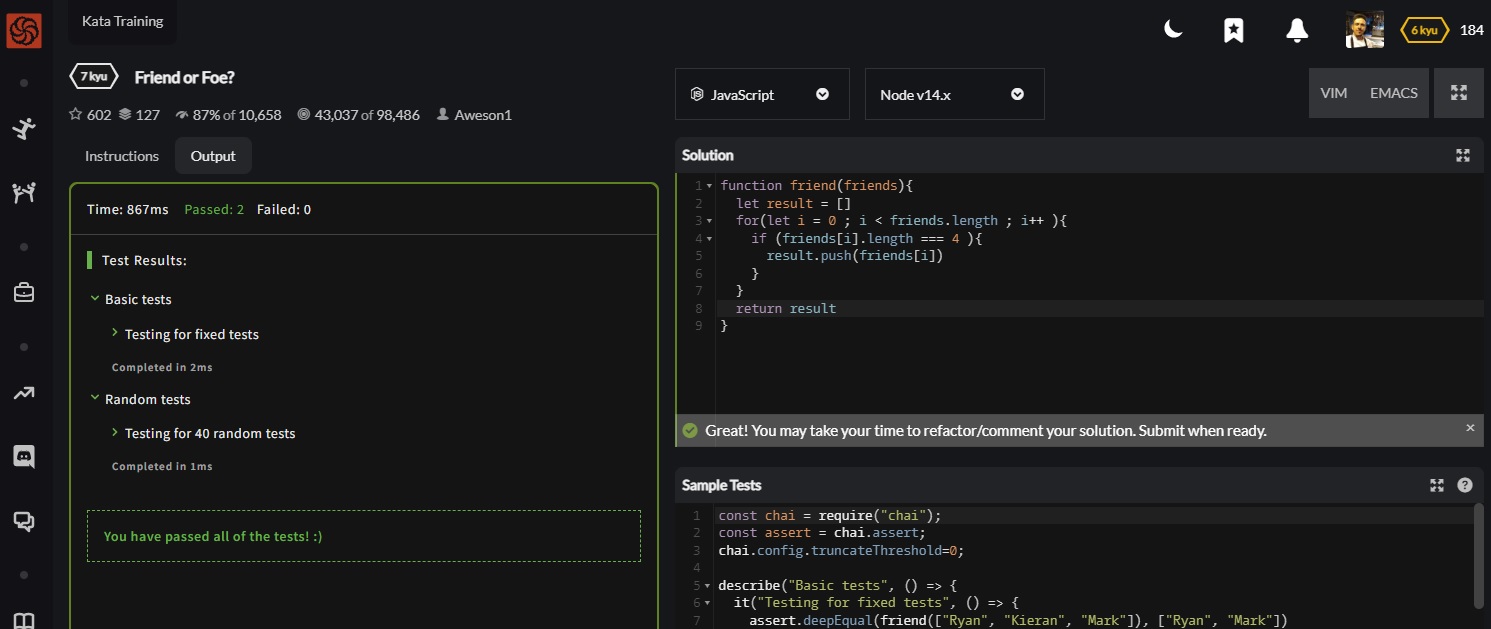 Kata Training
6 kyu 184
7 kyu Friend or Foe?
602 127 87% of 10,658 43,037 of 98,486 Aweson1
Instructions Output
Time: 867ms Passed: 2 Failed: 0
Test Results:
Basic tests
Testing for fixed tests
Completed in 2ms
Random tests
Testing for 40 random tests
Completed in 1ms
You have passed all of the tests! :)
JavaScript Node v14.x VIM EMACS
Solution
1 function friend(friends){
2 let result = []
3 for(let i = 0 ; i < friends.length ; i++ ){
4 if (friends[i].length === 4 ){
5 result.push(friends[i])
6 }
7 }
8 return result
9 }
Great! You may take your time to refactor/comment your solution. Submit when ready. ×
Sample Tests ?
1 const chai = require("chai");
2 const assert = chai.assert;
3 chai.config.truncateThreshold=0;
4
5 describe("Basic tests", () => {
6 it("Testing for fixed tests", () => {
7 assert.deepEqual(friend(["Ryan", "Kieran", "Mark"]), ["Ryan", "Mark"])